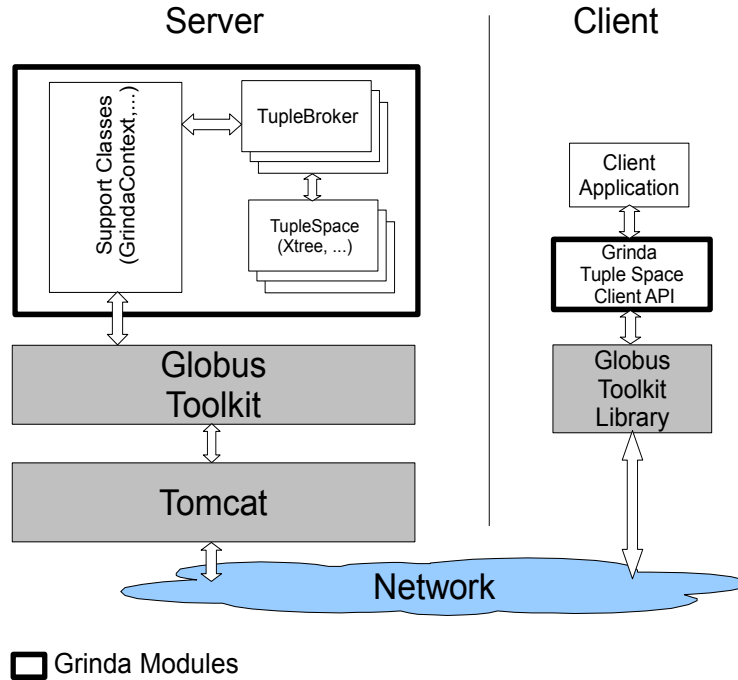 Server
Client
Support Classes
(GrindaContext,...)
TupleBroker
TupleSpace
(Xtree, ...)
Client
Application
Grinda
Tuple Space
Client API
Globus
Toolkit
Globus
Toolkit
Library
Tomcat
Network
Grinda Modules